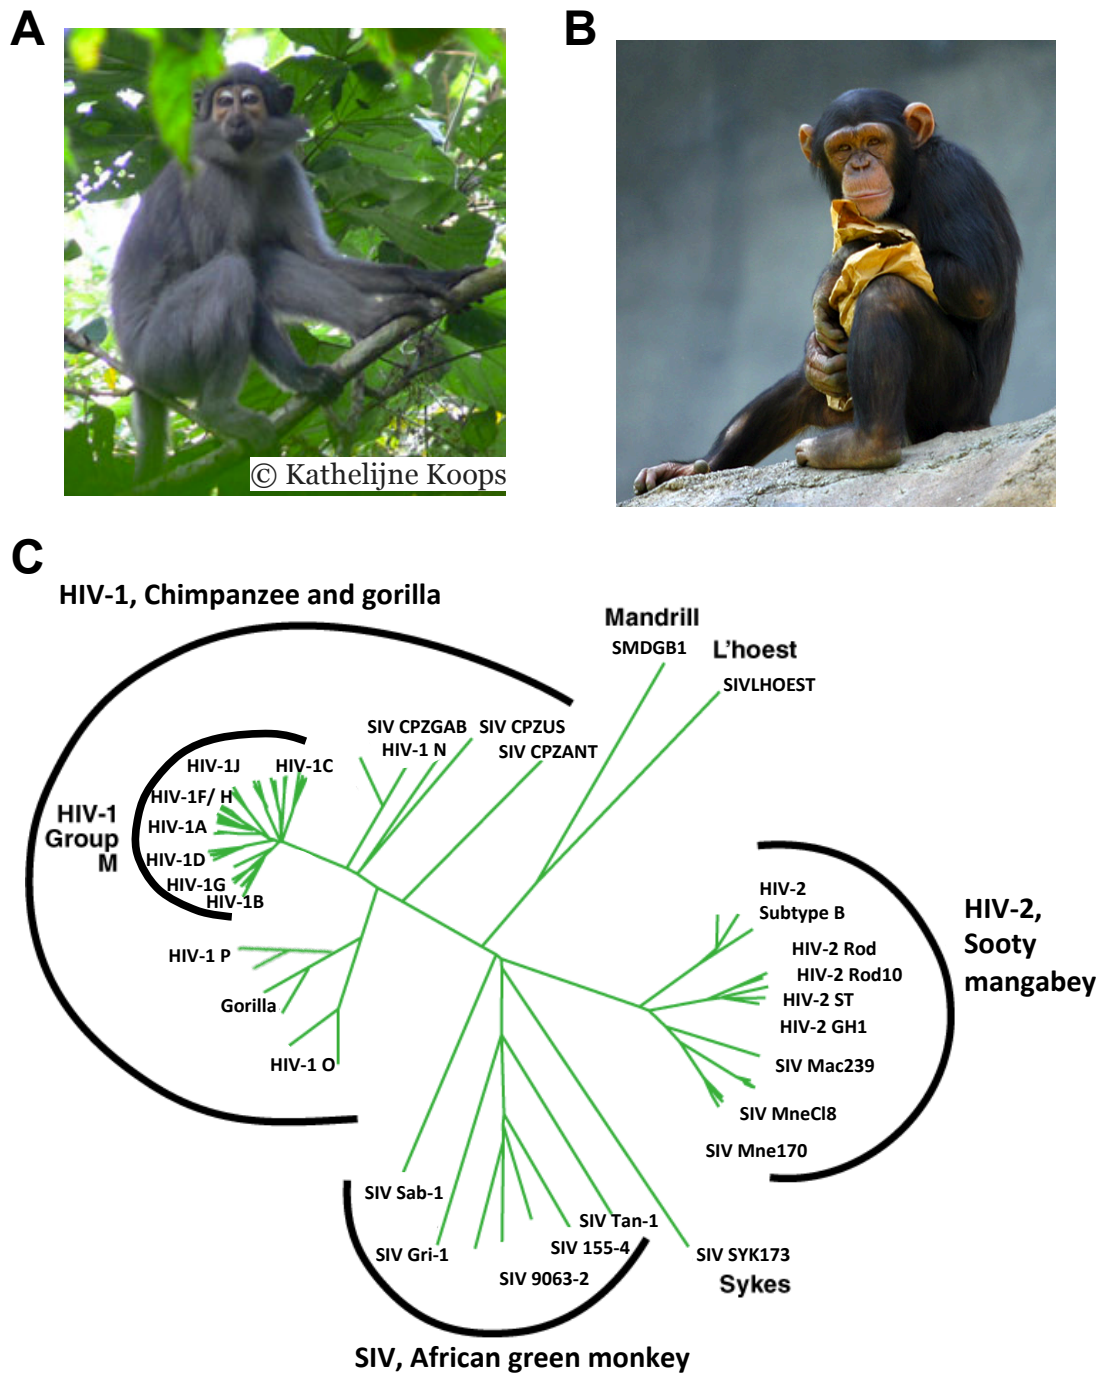 A
B
© Kathelijne Koops
C
HIV-1, Chimpanzee and gorilla
Mandrill
SMDGB1
L'hoest
SIVLHOEST
SIV CPZGAB
SIV CPZUS
HIV-1 N
SIV CPZANT
HIV-1J
HIV-1C
HIV-1F/ H
HIV-1
Group
M
HIV-1A
HIV-1D
HIV-1G
HIV-1B
HIV-1 P
Gorilla
HIV-1 O
HIV-2
Subtype B
HIV-2 Rod
HIV-2 Rod10
HIV-2 ST
HIV-2 GH1
SIV Mac239
SIV MneCl8
SIV Mne170
HIV-2,
Sooty
mangabey
SIV Sab-1
SIV Gri-1
SIV Tan-1
SIV 155-4
SIV 9063-2
SIV SYK173
Sykes
SIV, African green monkey